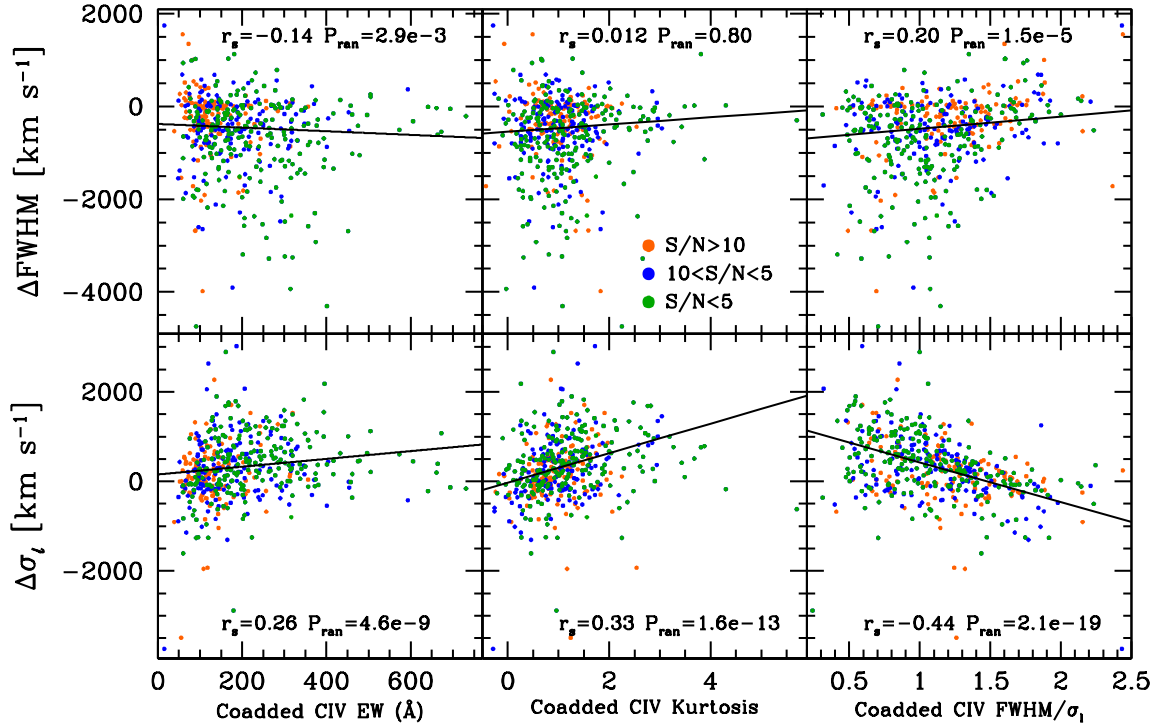 r_s=−0.14 P_ran=2.9e−3
r_s=0.012 P_ran=0.80
r_s=0.20 P_ran=1.5e−5
2000
0
−2000
−4000
ΔFWHM [km s⁻¹]
S/N>10
10<S/N<5
S/N<5
2000
0
−2000
Δσ_l [km s⁻¹]
r_s=0.26 P_ran=4.6e−9
r_s=0.33 P_ran=1.6e−13
r_s=−0.44 P_ran=2.1e−19
0 200 400 600
0 2 4
0.5 1 1.5 2 2.5
Coadded CIV EW (Å)
Coadded CIV Kurtosis
Coadded CIV FWHM/σ_l